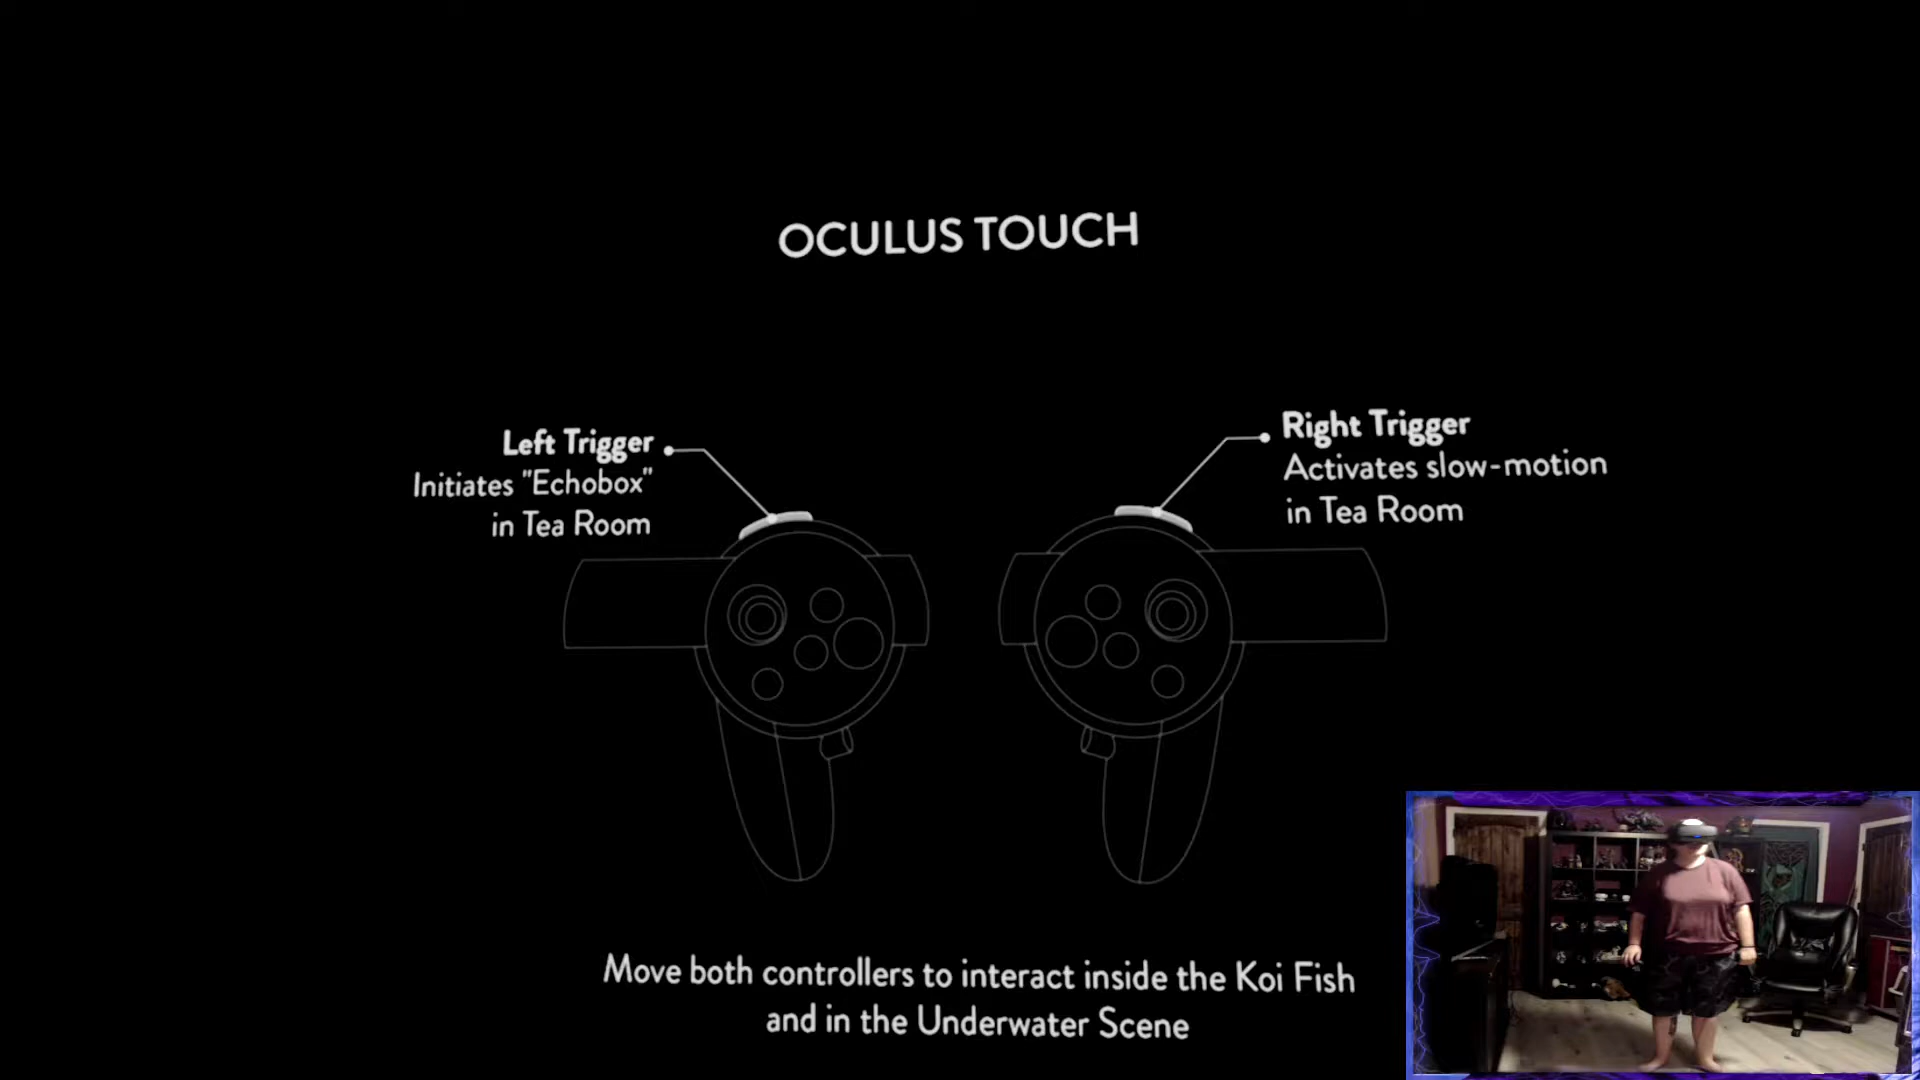 OCULUS TOUCH
Left Trigger
Initiates "Echobox"
in Tea Room
Right Trigger
Activates slow-motion
in Tea Room
Move both controllers to interact inside the Koi Fish
and in the Underwater Scene